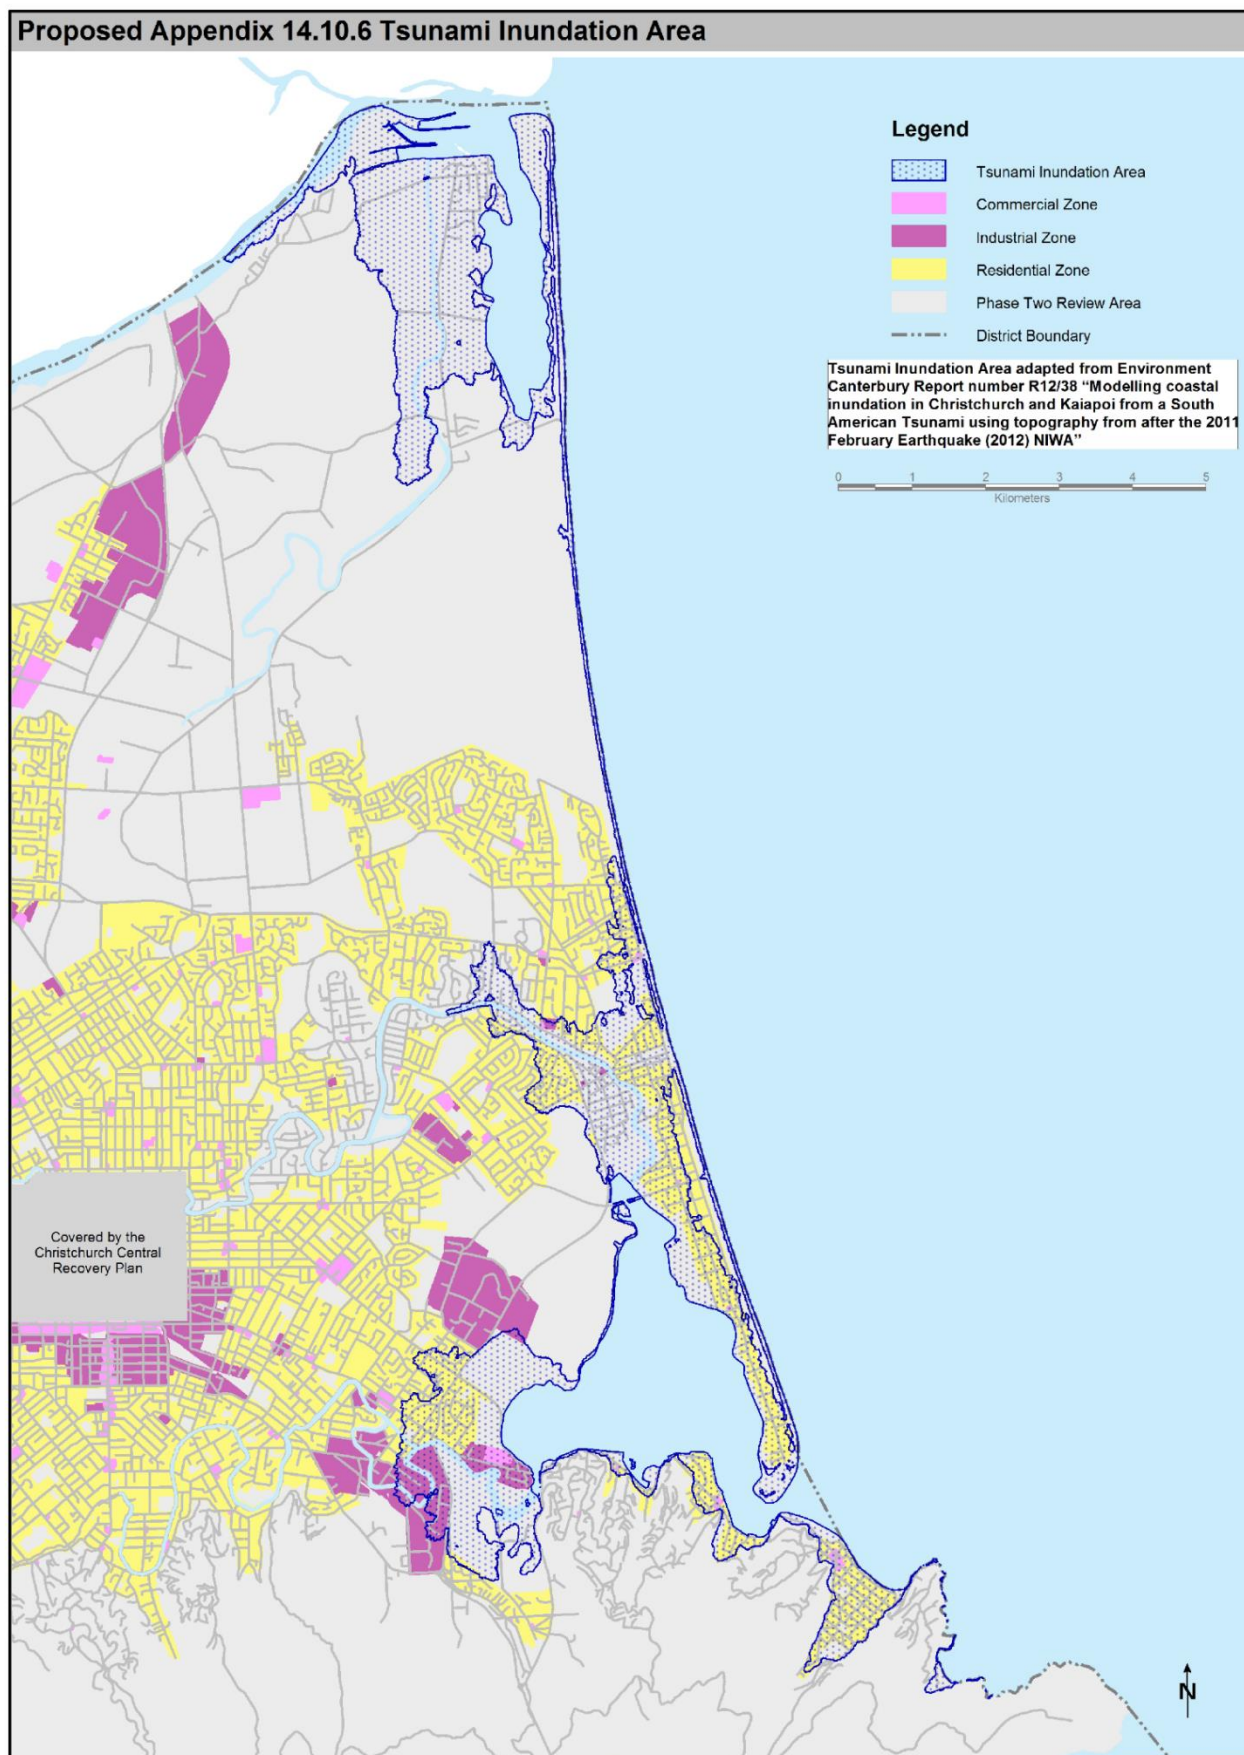 Proposed Appendix 14.10.6 Tsunami Inundation Area
Legend
Tsunami Inundation Area
Commercial Zone
Industrial Zone
Residential Zone
Phase Two Review Area
District Boundary
Tsunami Inundation Area adapted from Environment
Canterbury Report number R12/38 “Modelling coastal
inundation in Christchurch and Kaiapoi from a South
American Tsunami using topography from after the 2011
February Earthquake (2012) NIWA”
0 1 2 3 4 5
Kilometers
Covered by the
Christchurch Central
Recovery Plan
N